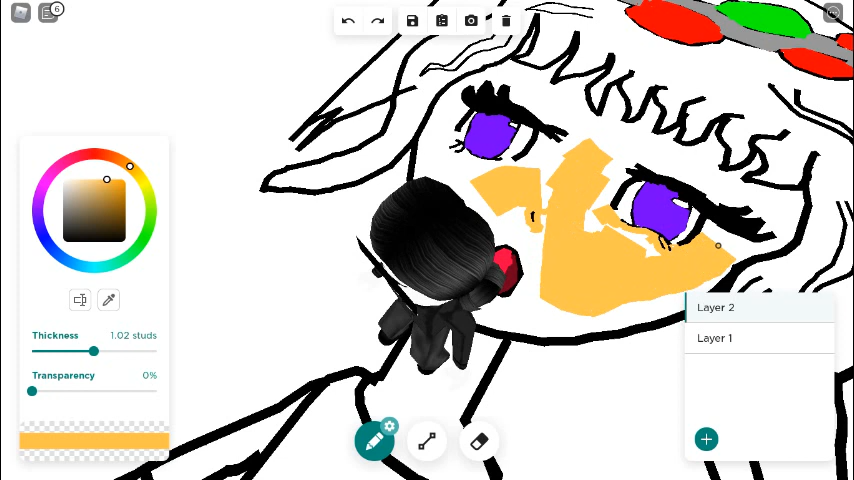 6
Thickness 1.02 studs
Transparency 0%
Layer 2
Layer 1